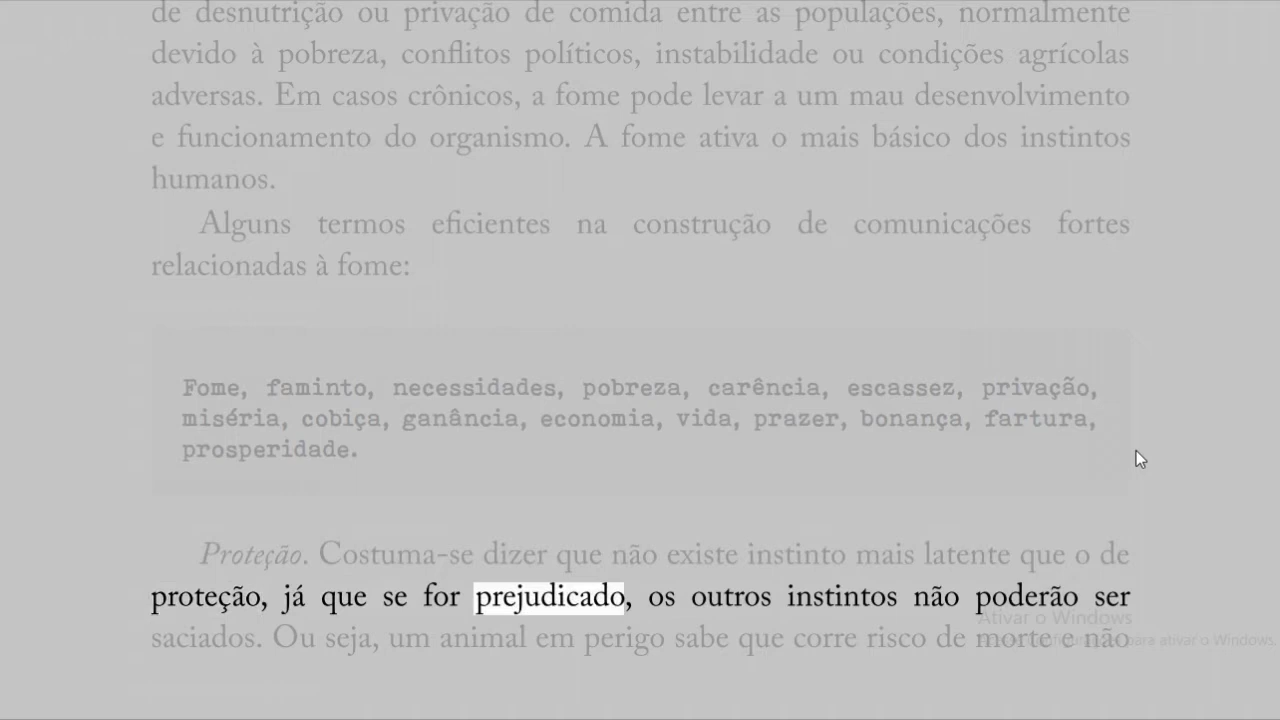 de desnutrição ou privação de comida entre as populações, normalmente
devido à pobreza, conflitos políticos, instabilidade ou condições agrícolas
adversas. Em casos crônicos, a fome pode levar a um mau desenvolvimento
e funcionamento do organismo. A fome ativa o mais básico dos instintos
humanos.
Alguns termos eficientes na construção de comunicações fortes
relacionadas à fome:
Fome, faminto, necessidades, pobreza, carência, escassez, privação,
miséria, cobiça, ganância, economia, vida, prazer, bonança, fartura,
prosperidade.
Proteção. Costuma-se dizer que não existe instinto mais latente que o de
proteção, já que se for prejudicado, os outros instintos não poderão ser
Ativar o Windows
saciados. Ou seja, um animal em perigo sabe que corre risco de morte e não
para ativar o Windows.